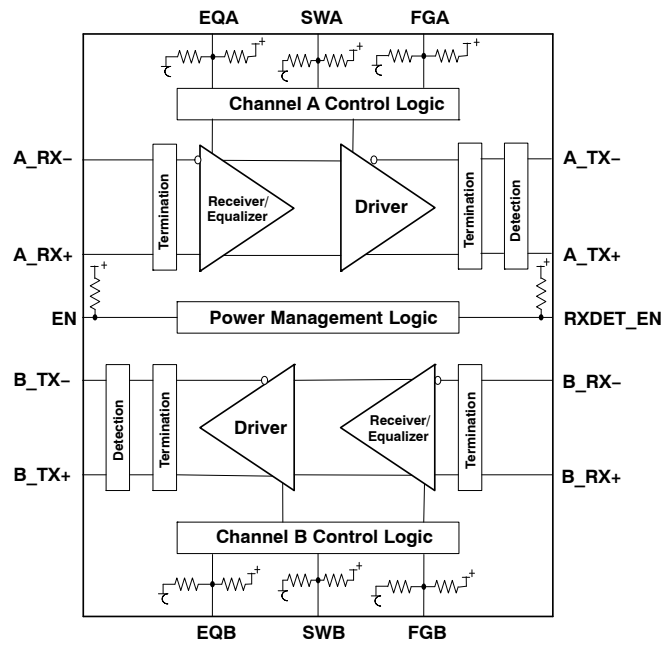 EQA SWA FGA
Channel A Control Logic
A_RX−
A_TX−
Termination
Receiver/
Equalizer
Driver
Termination
Detection
A_RX+
A_TX+
+
+
EN
Power Management Logic
RXDET_EN
B_TX−
B_RX−
Detection
Termination
Driver
Receiver/
Equalizer
Termination
B_TX+
B_RX+
Channel B Control Logic
EQB SWB FGB